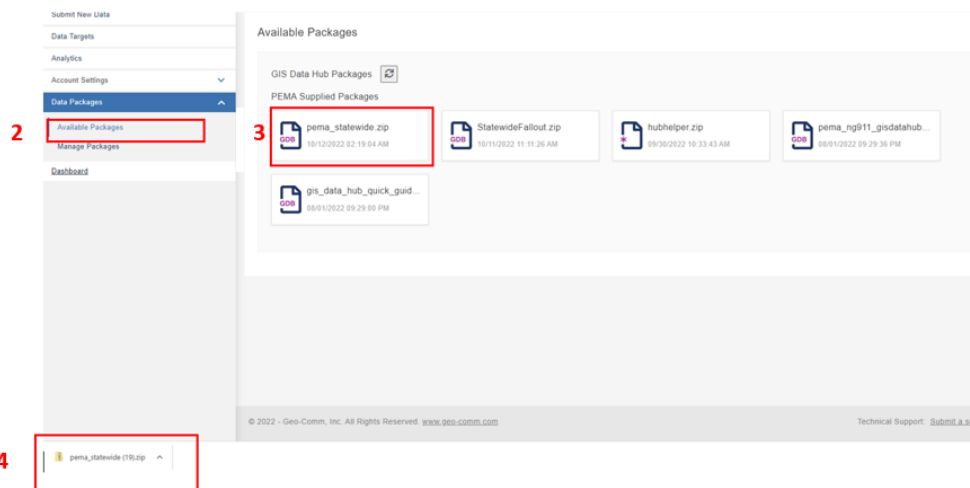 Submit New Data
Data Targets
Analytics
Account Settings
Data Packages
2
Available Packages
Manage Packages
Dashboard
Available Packages
GIS Data Hub Packages
PEMA Supplied Packages
3
GDB
pema_statewide.zip
10/12/2022 02:19:04 AM
GDB
StatewideFallout.zip
10/11/2022 11:11:26 AM
*
hubhelper.zip
09/30/2022 10:33:43 AM
GDB
pema_ng911_gisdatahub...
08/01/2022 09:29:36 PM
GDB
gis_data_hub_quick_guid...
08/01/2022 09:29:00 PM
© 2022 - Geo-Comm, Inc. All Rights Reserved. www.geo-comm.com
Technical Support: Submit a s
4
pema_statewide (19).zip